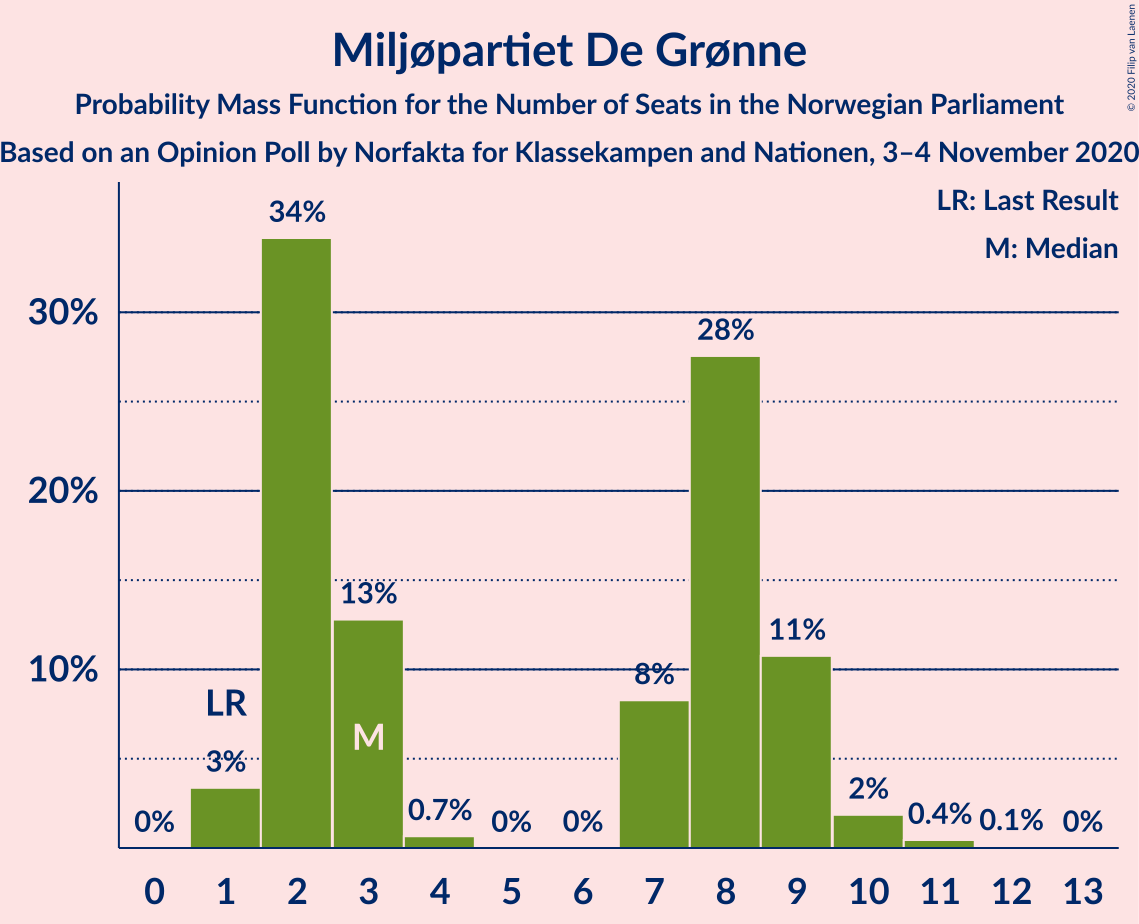 Miljøpartiet De Grønne
Probability Mass Function for the Number of Seats in the Norwegian Parliament
Based on an Opinion Poll by Norfakta for Klassekampen and Nationen, 3–4 November 2020
© 2020 Filip van Laenen
LR: Last Result
M: Median
34%
30%
28%
20%
13%
11%
10%
8%
LR
M
3%
2%
0%
0.7%
0%
0%
0.4%
0.1%
0%
0 1 2 3 4 5 6 7 8 9 10 11 12 13